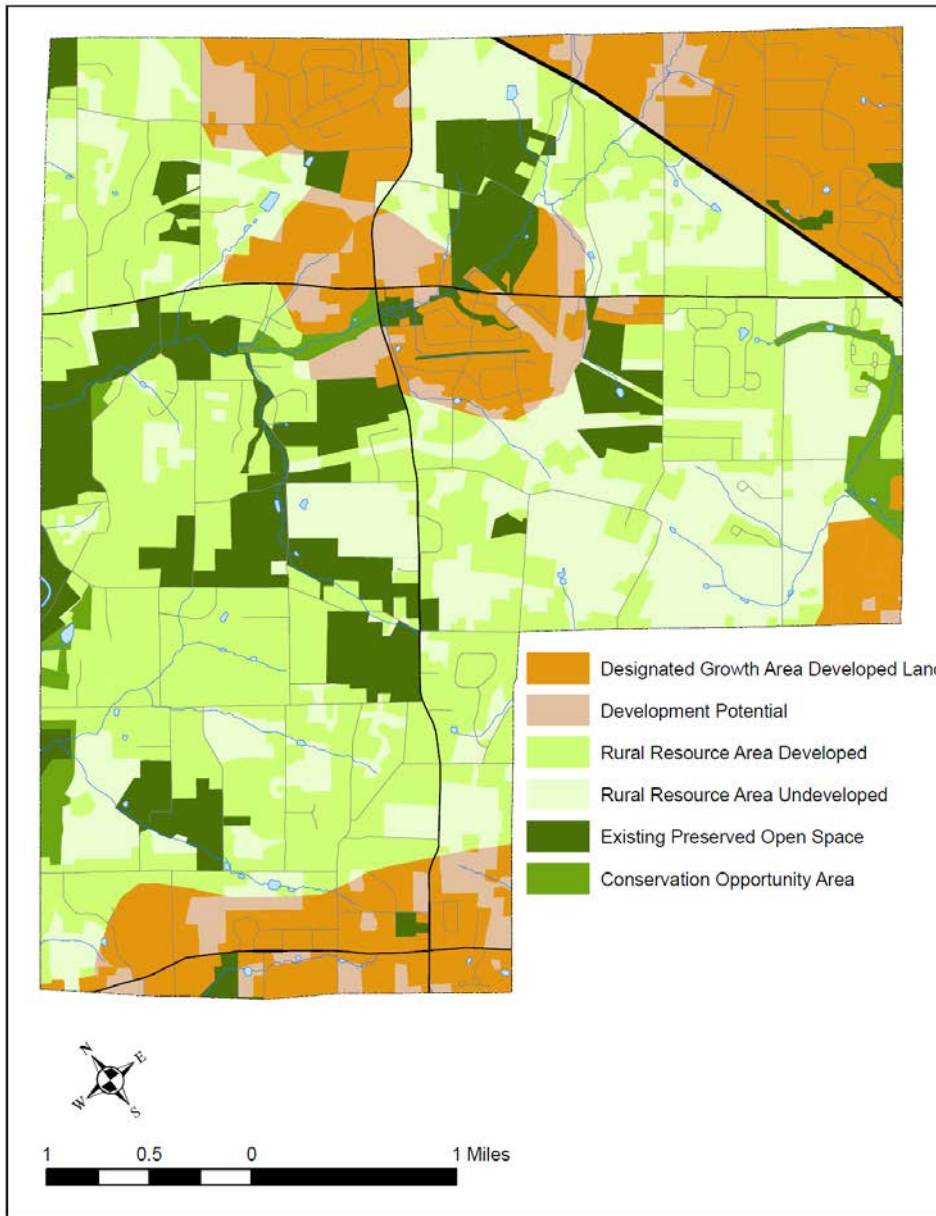 Designated Growth Area Developed Land
Development Potential
Rural Resource Area Developed
Rural Resource Area Undeveloped
Existing Preserved Open Space
Conservation Opportunity Area
N E
W S
1 0.5 0 1 Miles